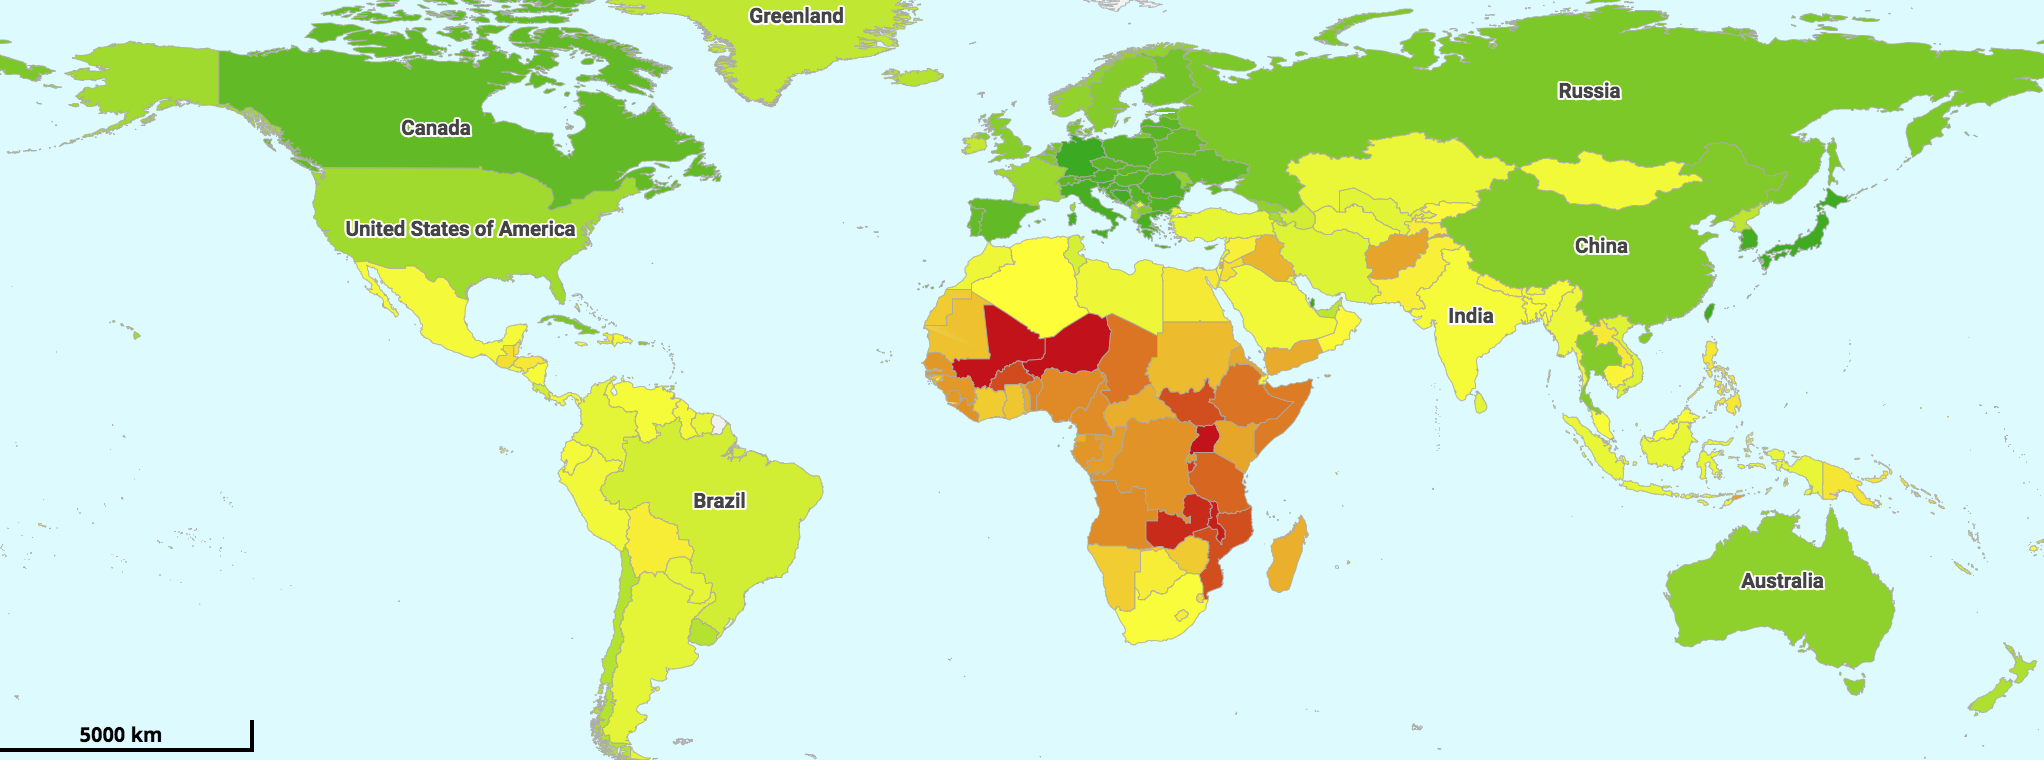 Greenland
Russia
Canada
United States of America
China
India
Brazil
Australia
5000 km